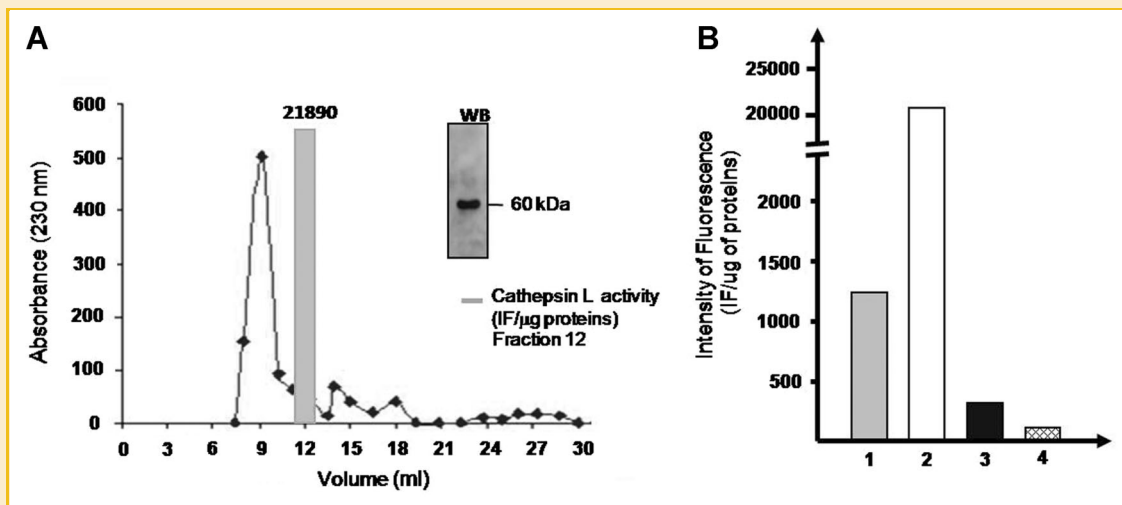 A
Absorbance (230 nm)
600
500
400
300
200
100
0
21890
WB
60 kDa
Cathepsin L activity
(IF/µg proteins)
Fraction 12
0 3 6 9 12 15 18 21 24 27 30
Volume (ml)
B
Intensity of Fluorescence
(IF/ug of proteins)
25000
20000
2000
1500
1000
500
1 2 3 4